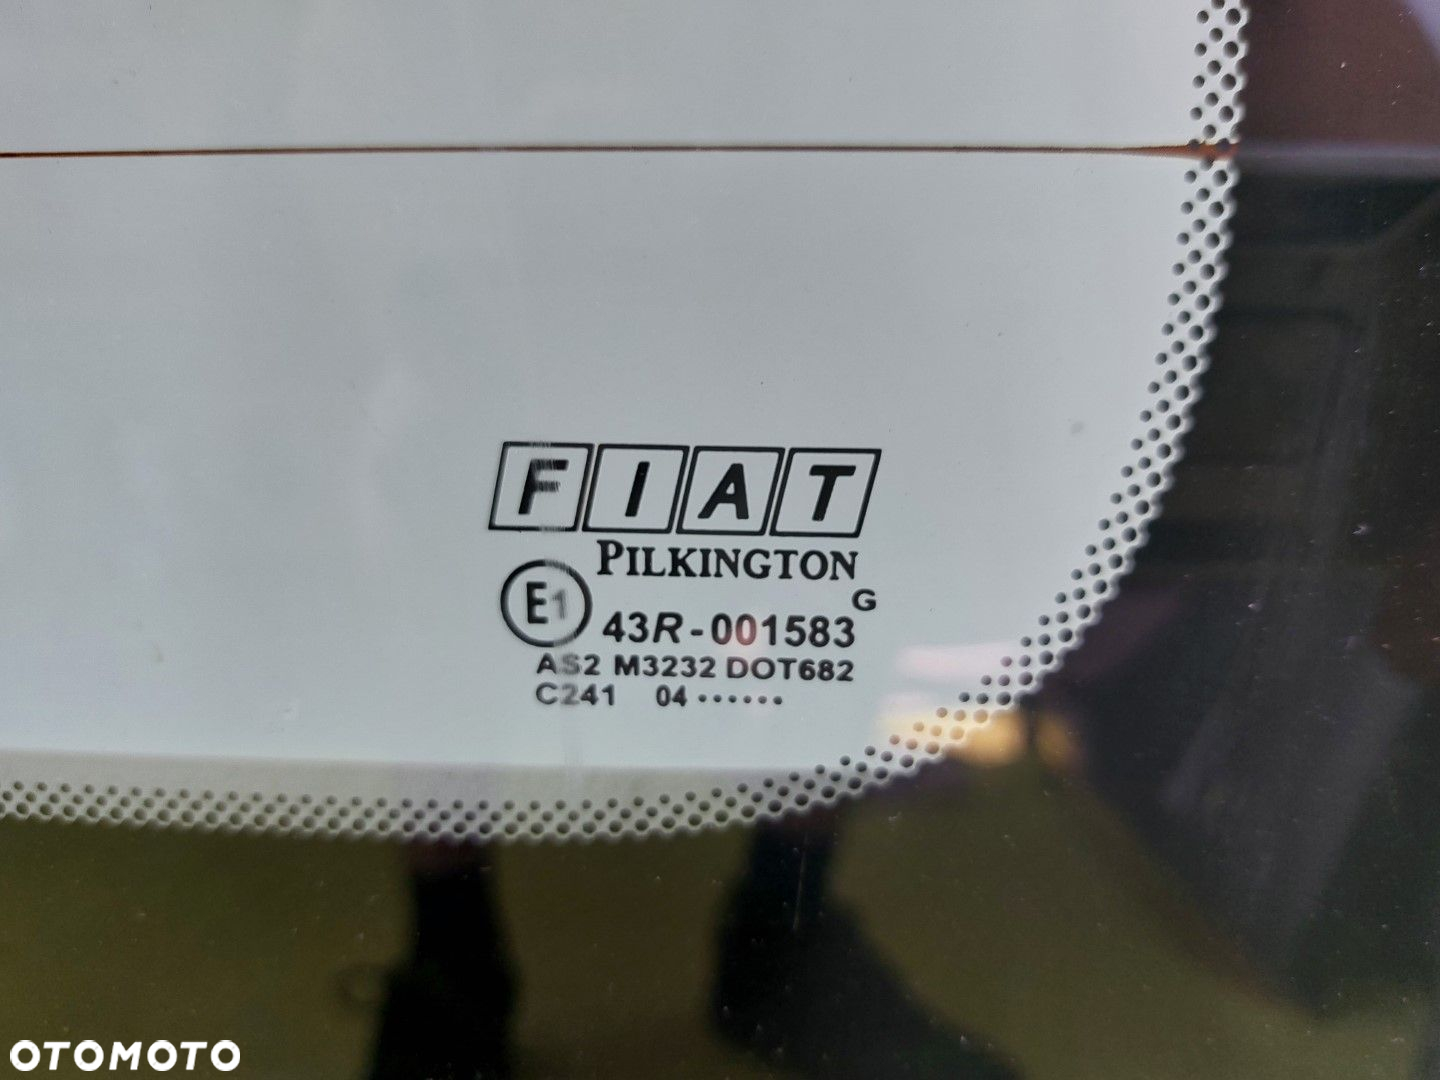 FIAT
PILKINGTON
E1 43R-001583 G
AS2 M3232 DOT682
C241 04 ......
OTOMOTO